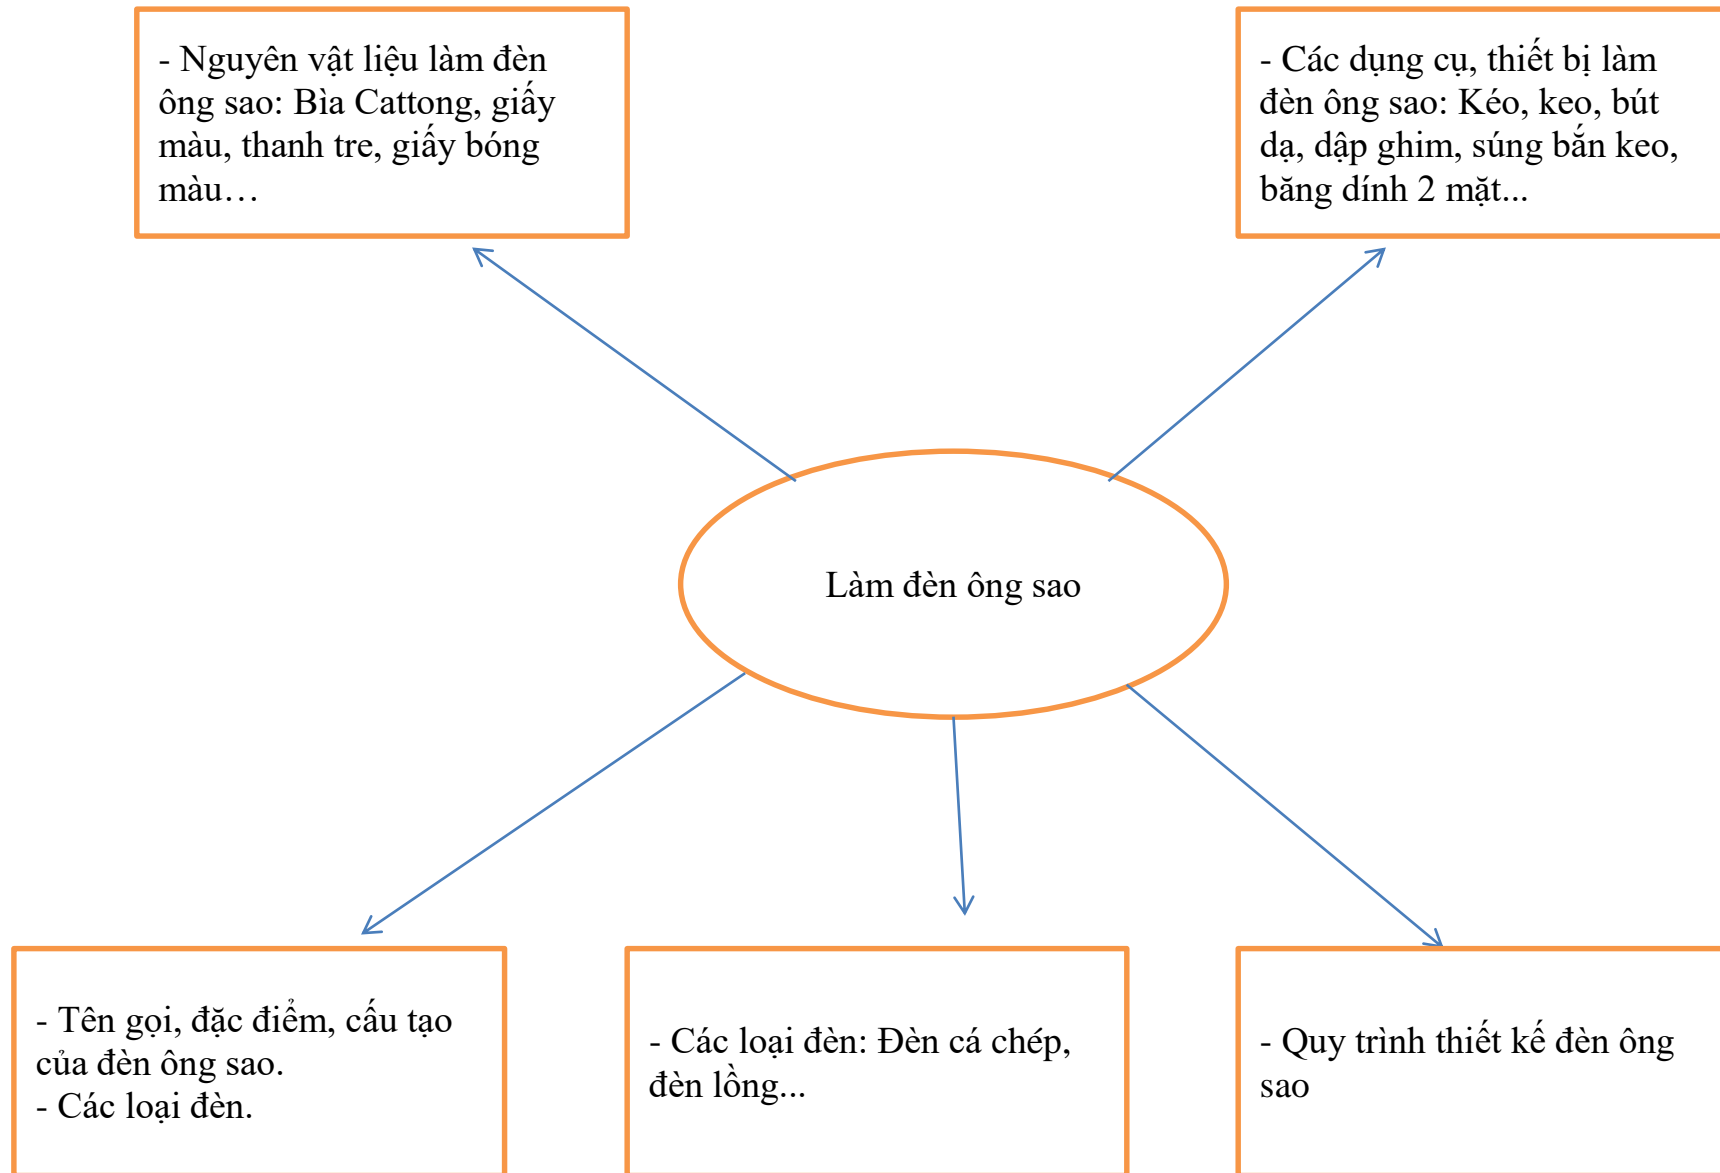 - Nguyên vật liệu làm đèn
ông sao: Bìa Cattong, giấy
màu, thanh tre, giấy bóng
màu…
- Các dụng cụ, thiết bị làm
đèn ông sao: Kéo, keo, bút
dạ, dập ghim, súng bắn keo,
băng dính 2 mặt...
Làm đèn ông sao
- Tên gọi, đặc điểm, cấu tạo
của đèn ông sao.
- Các loại đèn.
- Các loại đèn: Đèn cá chép,
đèn lồng...
- Quy trình thiết kế đèn ông
sao